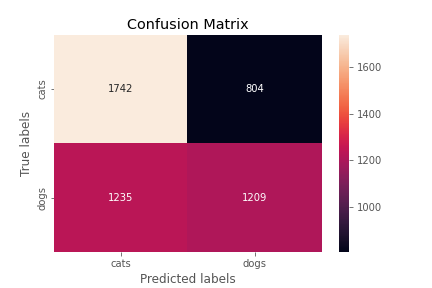 Confusion Matrix
True labels
cats
1742
804
dogs
1235
1209
cats
dogs
Predicted labels
1600
1400
1200
1000